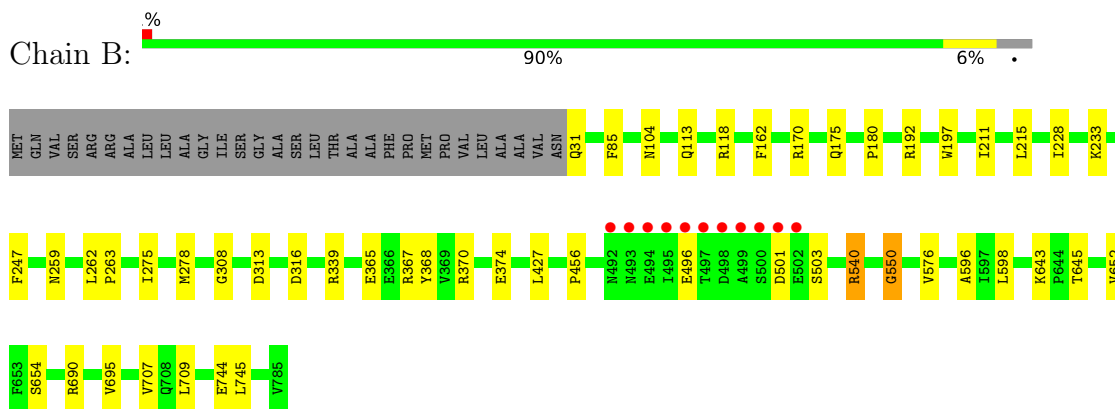 .%
Chain B:
90% 6% •
MET GLN VAL SER ARG ARG ALA LEU LEU ALA GLY ILE SER GLY ALA SER LEU THR ALA ALA PHE PRO PRO MET PRO VAL LEU ALA ALA VAL ASN Q31 F85 N104 Q113 R118 F162 R170 Q175 P180 R192 W197 I211 L215 I228 K233
F247 N259 L262 P263 I275 M278 G308 D313 D316 R339 E365 E366 R367 Y368 V369 R370 E374 L427 P456 N492 N493 E494 I495 E496 T497 D498 A499 S500 D501 E502 S503 R540 G550 V576 A596 I597 L598 K643 P644 T645 V652
F653 S654 R690 V695 V707 Q708 L709 E744 L745 V785